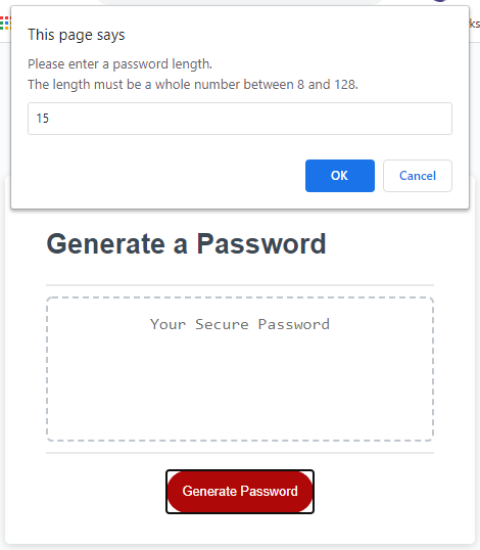 This page says
Please enter a password length.
The length must be a whole number between 8 and 128.
15
OK Cancel
Generate a Password
Your Secure Password
Generate Password